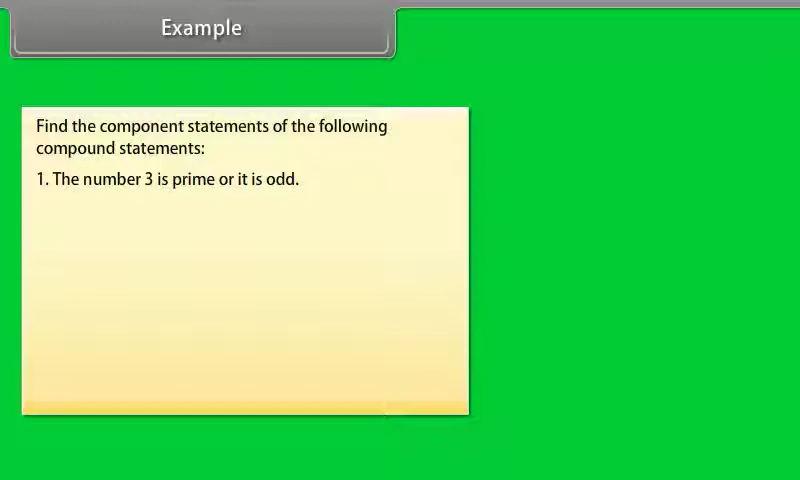 Example
Find the component statements of the following
compound statements:
1. The number 3 is prime or it is odd.